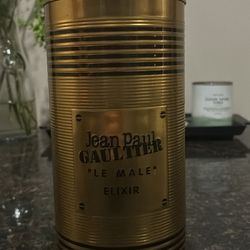 Jean Paul
GAULTIER
"LE MALE"
ELIXIR